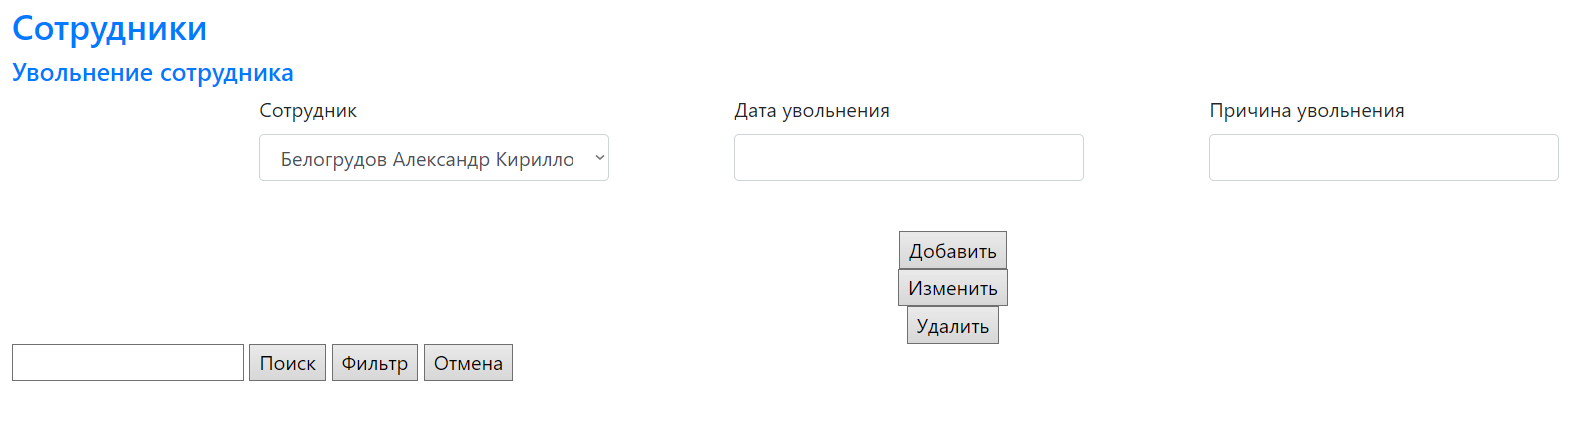 Сотрудники
Увольнение сотрудника
Сотрудник Дата увольнения Причина увольнения
Белогрудов Александр Кирилло
Добавить
Изменить
Удалить
Поиск Фильтр Отмена